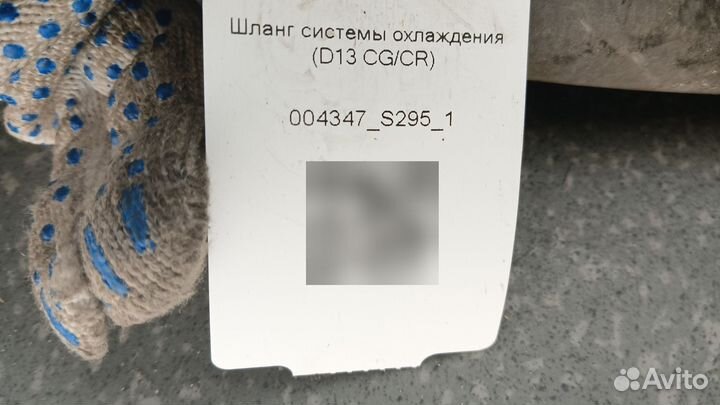 Шланг системы охлаждения
(D13 CG/CR)
004347_S295_1
Avito